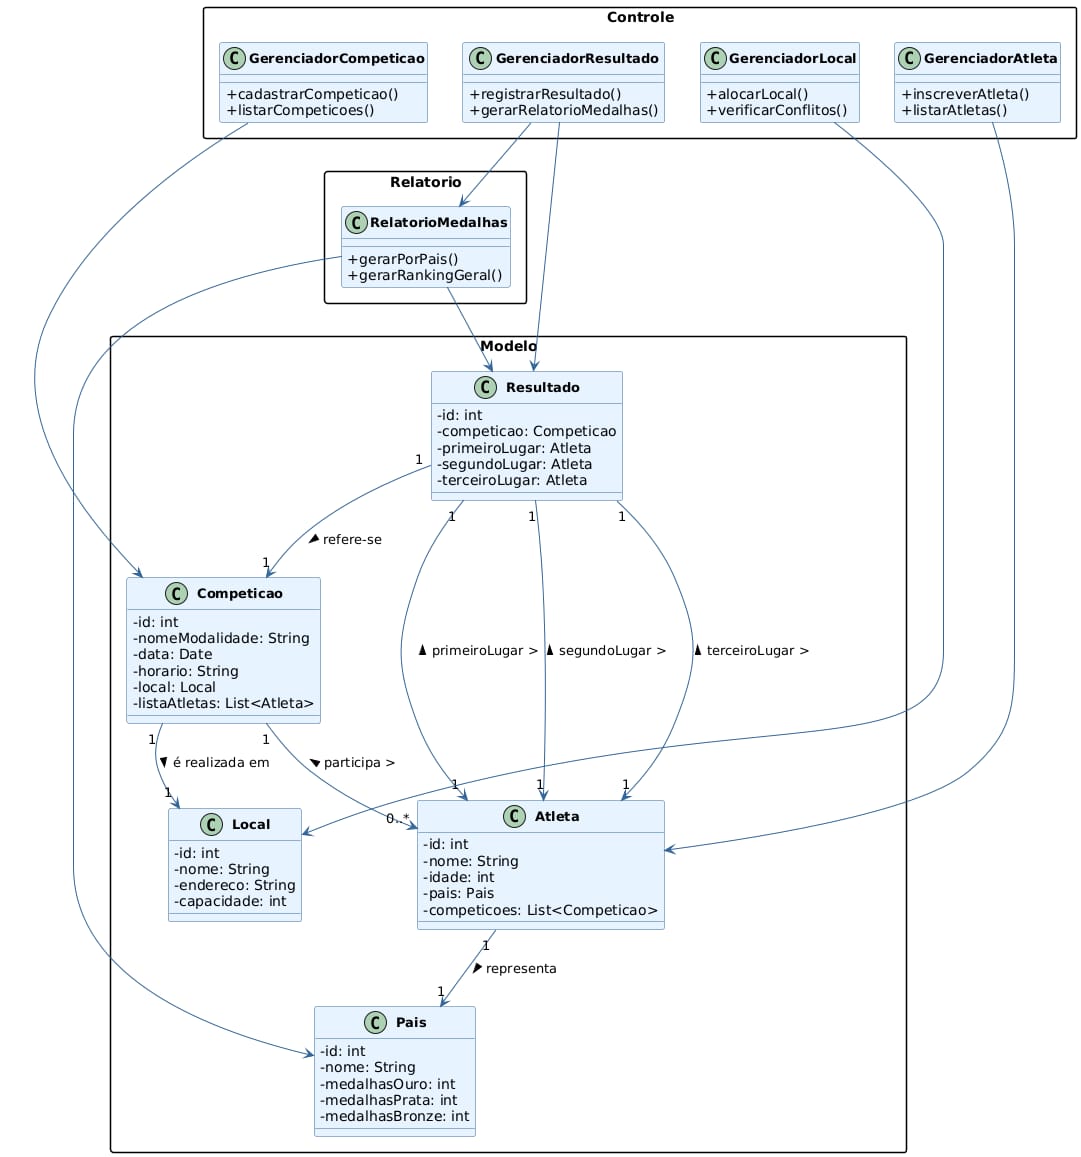 Controle
C GerenciadorCompeticao
+cadastrarCompeticao()
+listarCompeticoes()
C GerenciadorResultado
+registrarResultado()
+gerarRelatorioMedalhas()
C GerenciadorLocal
+alocarLocal()
+verificarConflitos()
C GerenciadorAtleta
+inscreverAtleta()
+listarAtletas()
Relatorio
C RelatorioMedalhas
+gerarPorPais()
+gerarRankingGeral()
Modelo
C Resultado
-id: int
-competicao: Competicao
-primeiroLugar: Atleta
-segundoLugar: Atleta
-terceiroLugar: Atleta
1
1
1
1
refere-se
1
C Competicao
-id: int
-nomeModalidade: String
-data: Date
-horario: String
-local: Local
-listaAtletas: List<Atleta>
primeiroLugar >
segundoLugar >
terceiroLugar >
1
1
é realizada em
participa >
1
0..*
1
1
1
C Local
-id: int
-nome: String
-endereco: String
-capacidade: int
C Atleta
-id: int
-nome: String
-idade: int
-pais: Pais
-competicoes: List<Competicao>
1
representa
1
C Pais
-id: int
-nome: String
-medalhasOuro: int
-medalhasPrata: int
-medalhasBronze: int